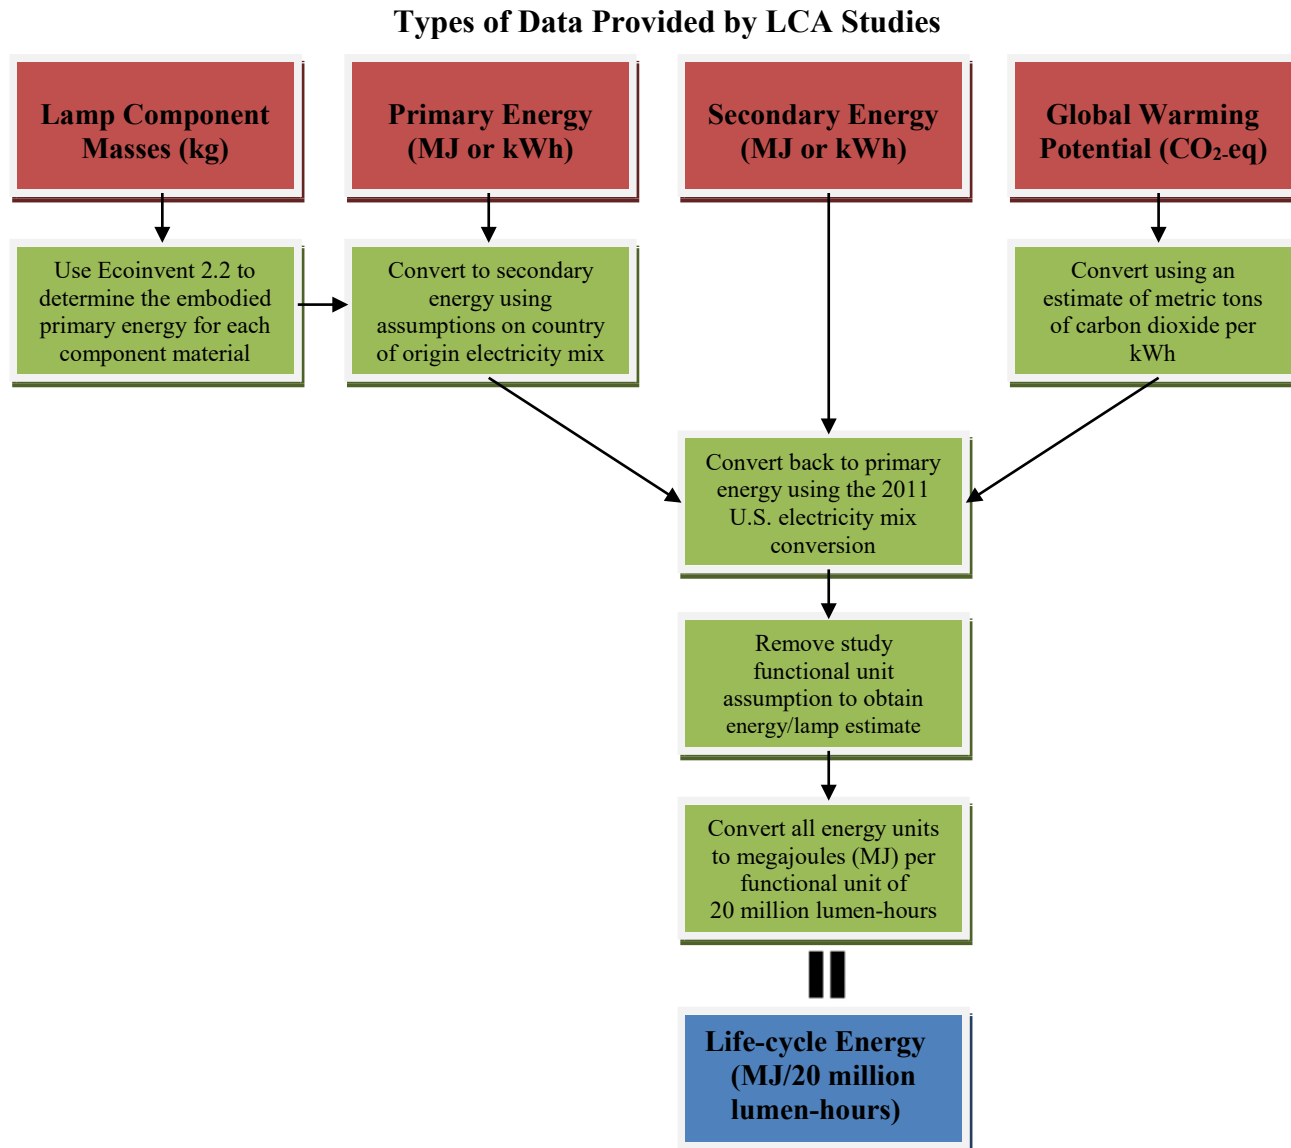 Types of Data Provided by LCA Studies
Lamp Component
Masses (kg)
Primary Energy
(MJ or kWh)
Secondary Energy
(MJ or kWh)
Global Warming
Potential (CO₂-eq)
Use Ecoinvent 2.2 to
determine the embodied
primary energy for each
component material
Convert to secondary
energy using
assumptions on country
of origin electricity mix
Convert using an
estimate of metric tons
of carbon dioxide per
kWh
Convert back to primary
energy using the 2011
U.S. electricity mix
conversion
Remove study
functional unit
assumption to obtain
energy/lamp estimate
Convert all energy units
to megajoules (MJ) per
functional unit of
20 million lumen-hours
Life-cycle Energy
(MJ/20 million
lumen-hours)